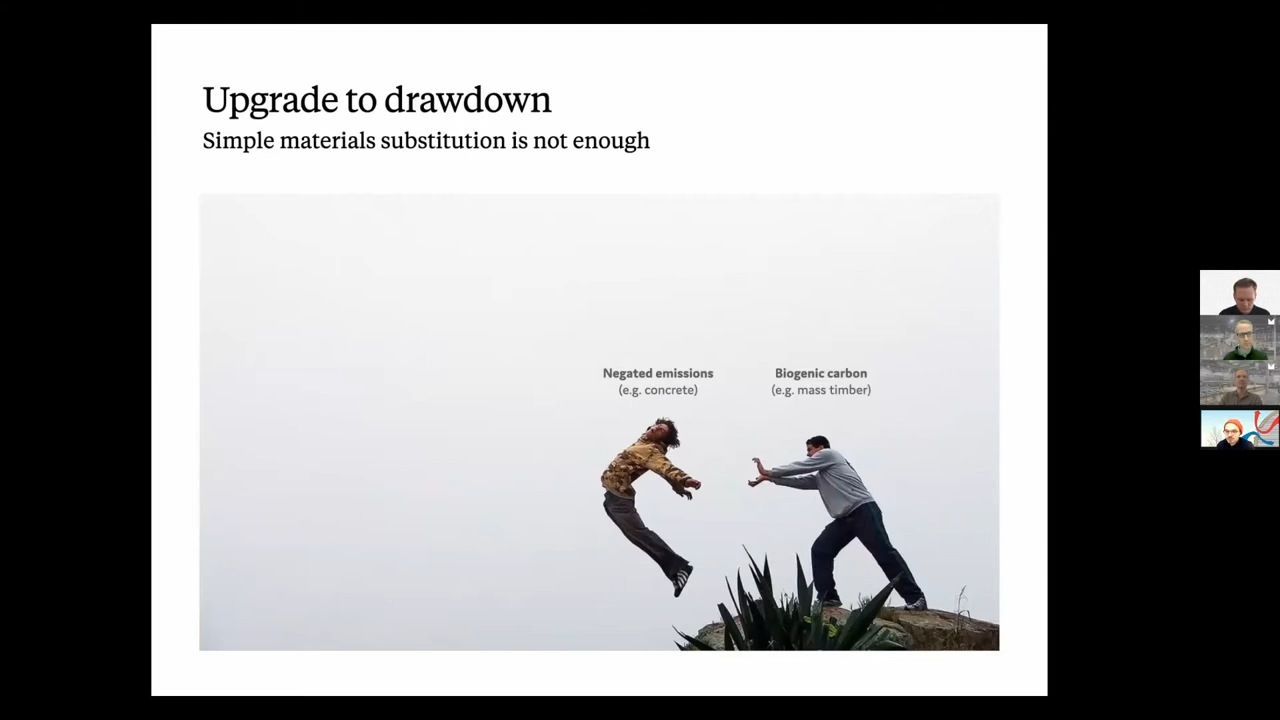 Upgrade to drawdown
Simple materials substitution is not enough
Negated emissions
(e.g. concrete)
Biogenic carbon
(e.g. mass timber)